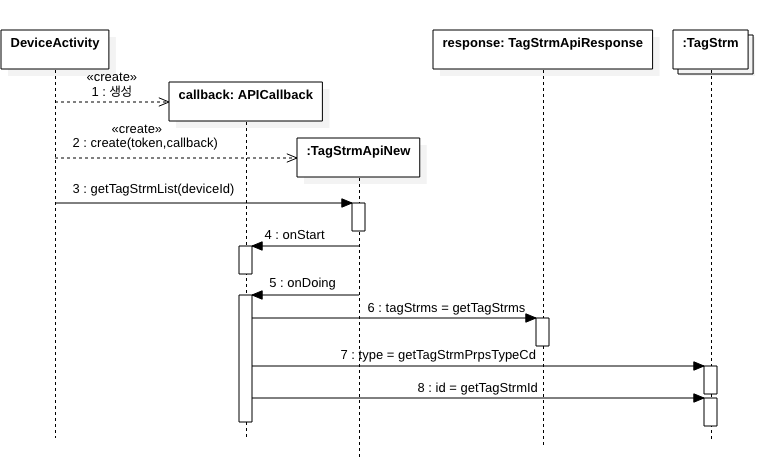 DeviceActivity
response: TagStrmApiResponse
:TagStrm
«create»
1 : 생성
callback: APICallback
«create»
2 : create(token,callback)
:TagStrmApiNew
3 : getTagStrmList(deviceId)
4 : onStart
5 : onDoing
6 : tagStrms = getTagStrms
7 : type = getTagStrmPrpsTypeCd
8 : id = getTagStrmId